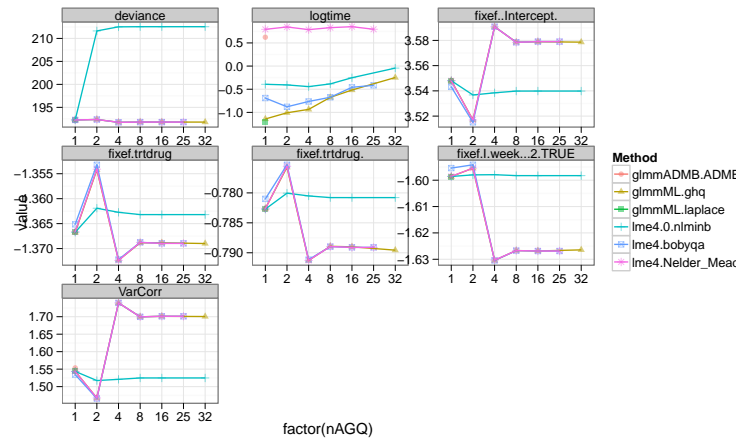 deviance
logtime
fixef..Intercept.
210
205
200
195
190
0.5
0.0
−0.5
−1.0
3.58
3.56
3.54
3.52
1 2 4 8 16 25 32
1 2 4 8 16 25 32
1 2 4 8 16 25 32
fixef.trtdrug
fixef.trtdrug.
fixef.I.week...2.TRUE
−1.355
−1.360
−1.365
−1.370
−0.780
−0.785
−0.790
−1.60
1 2 4 8 16 25 32
1 2 4 8 16 25 32
1 2 4 8 16 25 32
VarCorr
1.70
1.65
1.60
1.55
1.50
1 2 4 8 16 25 32
Value
factor(nAGQ)
Method
glmmADMB.ADMB
glmmML.ghq
glmmML.laplace
lme4.0.nlminb
lme4.bobyqa
lme4.Nelder_Mead